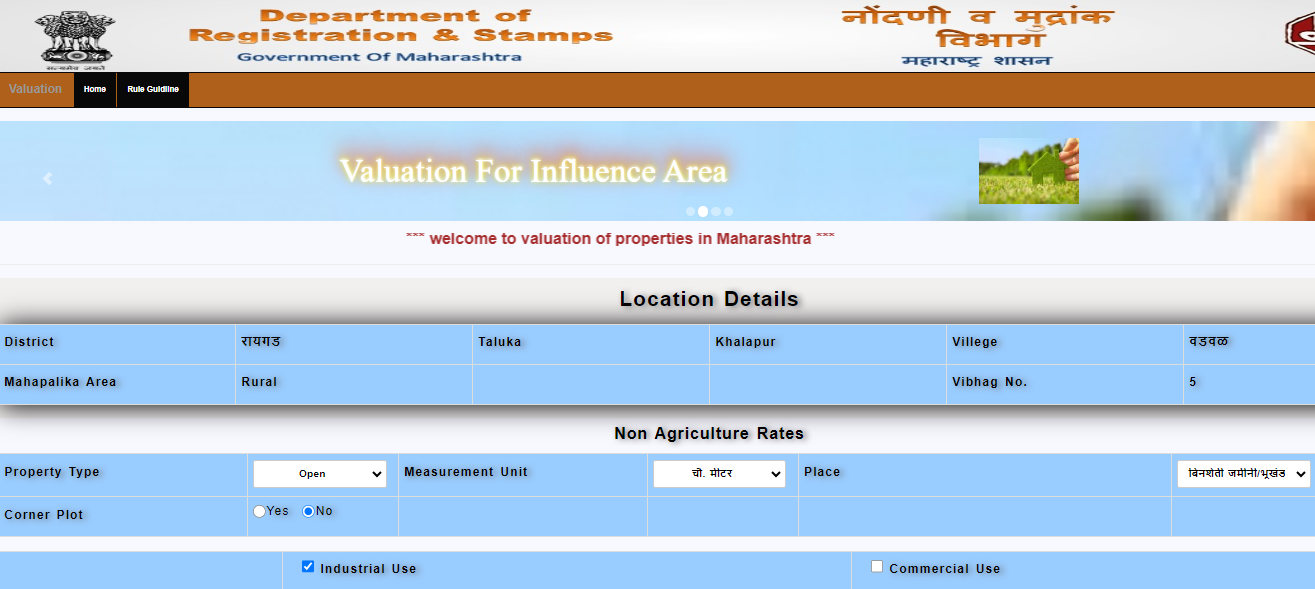 Department of
Registration & Stamps
Government Of Maharashtra
नोंदणी व मुद्रांक
विभाग
महाराष्ट्र शासन
सत्यमेव जयते
Valuation Home Rule Guidline
Valuation For Influence Area
*** welcome to valuation of properties in Maharashtra ***
Location Details
District रायगड Taluka Khalapur Villege वडवळ
Mahapalika Area Rural Vibhag No. 5
Non Agriculture Rates
Property Type Open Measurement Unit चौ. मीटर Place बिनशेती जमीनी/भूखंड
Corner Plot Yes No
Industrial Use Commercial Use